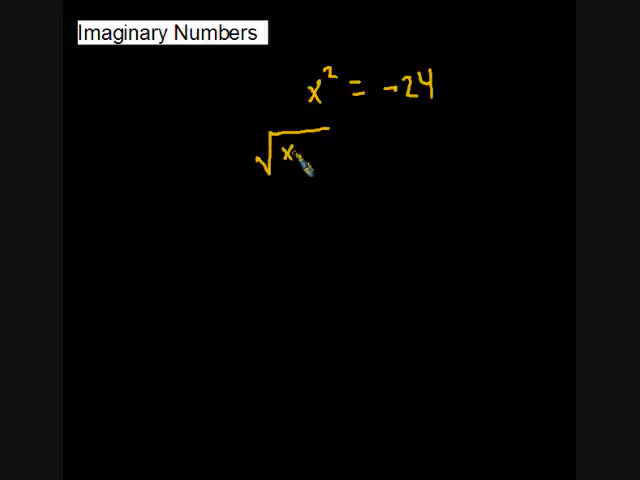 Imaginary Numbers
x² = -24
√x